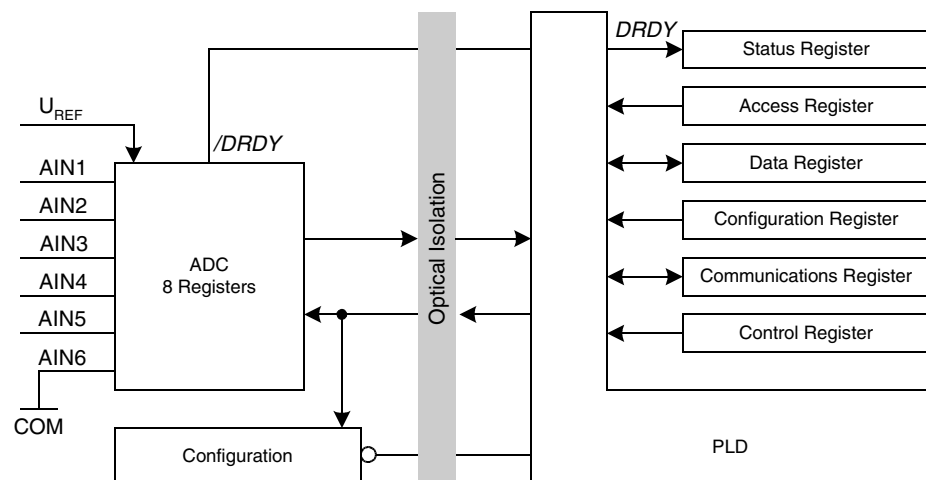 DRDY
Status Register
Access Register
Data Register
Configuration Register
Communications Register
Control Register
PLD
Optical Isolation
U_REF
/DRDY
AIN1
AIN2
AIN3
AIN4
AIN5
AIN6
COM
ADC
8 Registers
Configuration